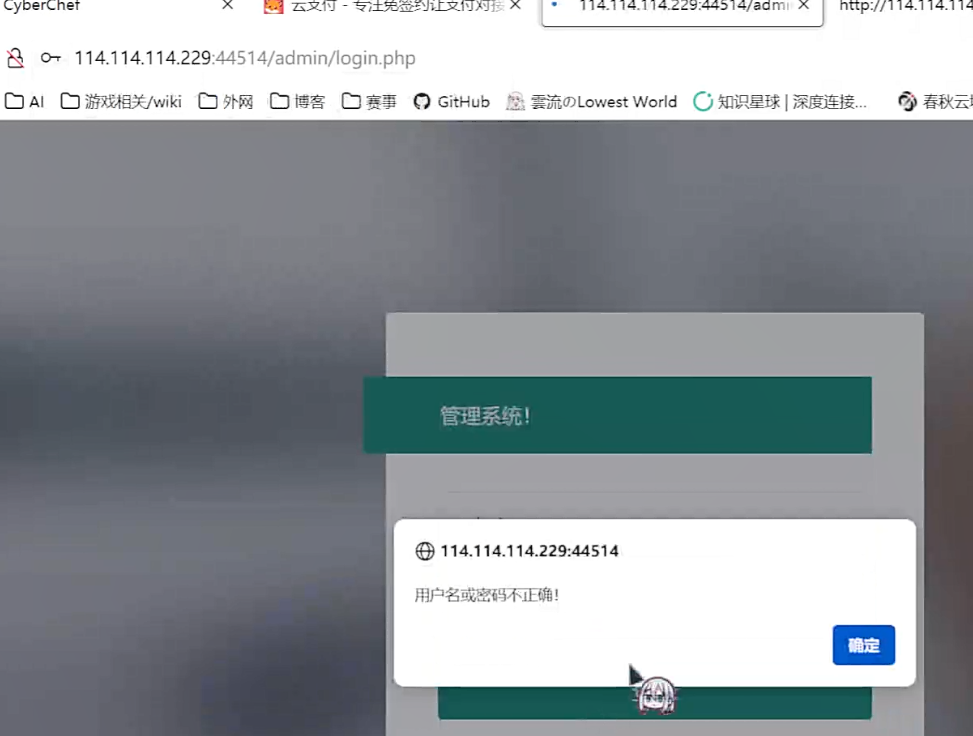 CyberChef
云支付 - 专注免签约让支付对接
114.114.114.229:44514/admi
http://114.114.114
114.114.114.229:44514/admin/login.php
AI 游戏相关/wiki 外网 博客 赛事 GitHub 雲流のLowest World 知识星球 | 深度连接... 春秋云
管理系统!
114.114.114.229:44514
用户名或密码不正确!
确定